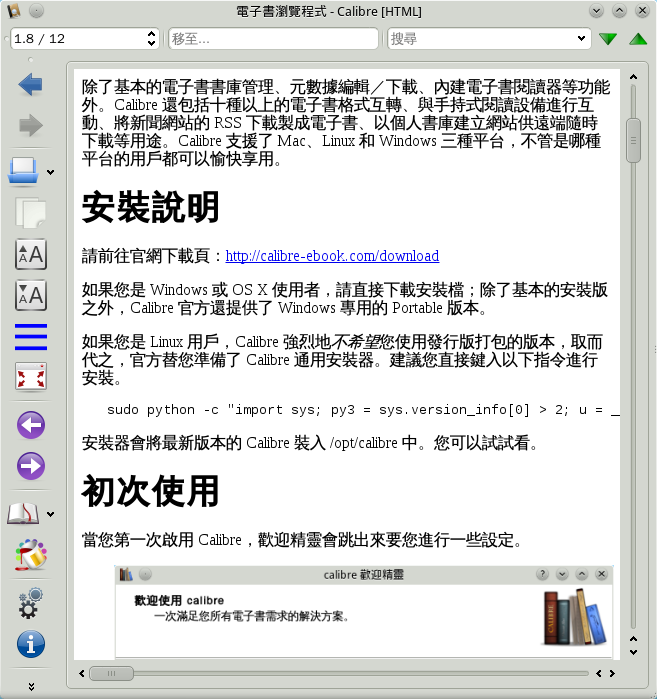 電子書瀏覽程式 - Calibre [HTML]
1.8 / 12
移至...
搜尋
除了基本的電子書書庫管理、元數據編輯／下載、內建電子書閱讀器等功能
外。Calibre 還包括十種以上的電子書格式互轉、與手持式閱讀設備進行互
動、將新聞網站的 RSS 下載製成電子書、以個人書庫建立網站供遠端隨時
下載等用途。Calibre 支援了 Mac、Linux 和 Windows 三種平台，不管是哪種
平台的用戶都可以愉快享用。
安裝說明
請前往官網下載頁：http://calibre-ebook.com/download
如果您是 Windows 或 OS X 使用者，請直接下載安裝檔；除了基本的安裝版
之外，Calibre 官方還提供了 Windows 專用的 Portable 版本。
如果您是 Linux 用戶，Calibre 強烈地不希望您使用發行版打包的版本，取而
代之，官方替您準備了 Calibre 通用安裝器。建議您直接鍵入以下指令進行
安裝。
sudo python -c "import sys; py3 = sys.version_info[0] > 2; u = _
安裝器會將最新版本的 Calibre 裝入 /opt/calibre 中。您可以試試看。
初次使用
當您第一次啟用 Calibre，歡迎精靈會跳出來要您進行一些設定。
calibre 歡迎精靈
歡迎使用 calibre
一次滿足您所有電子書需求的解決方案。